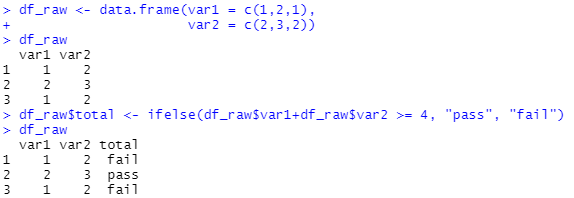 > df_raw <- data.frame(var1 = c(1,2,1),
+                      var2 = c(2,3,2))
> df_raw
  var1 var2
1    1    2
2    2    3
3    1    2
> df_raw$total <- ifelse(df_raw$var1+df_raw$var2 >= 4, "pass", "fail")
> df_raw
  var1 var2 total
1    1    2  fail
2    2    3  pass
3    1    2  fail